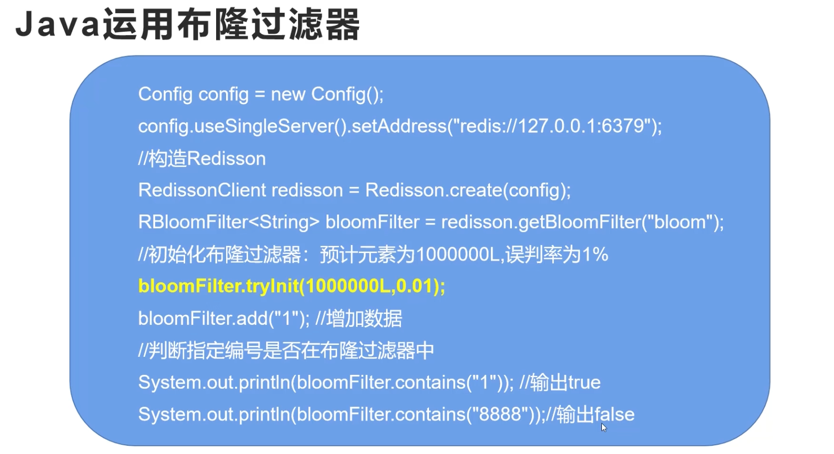 Java运用布隆过滤器
Config config = new Config();
config.useSingleServer().setAddress("redis://127.0.0.1:6379");
//构造Redisson
RedissonClient redisson = Redisson.create(config);
RBloomFilter<String> bloomFilter = redisson.getBloomFilter("bloom");
//初始化布隆过滤器：预计元素为1000000L,误判率为1%
bloomFilter.tryInit(1000000L,0.01);
bloomFilter.add("1"); //增加数据
//判断指定编号是否在布隆过滤器中
System.out.println(bloomFilter.contains("1")); //输出true
System.out.println(bloomFilter.contains("8888"));//输出false